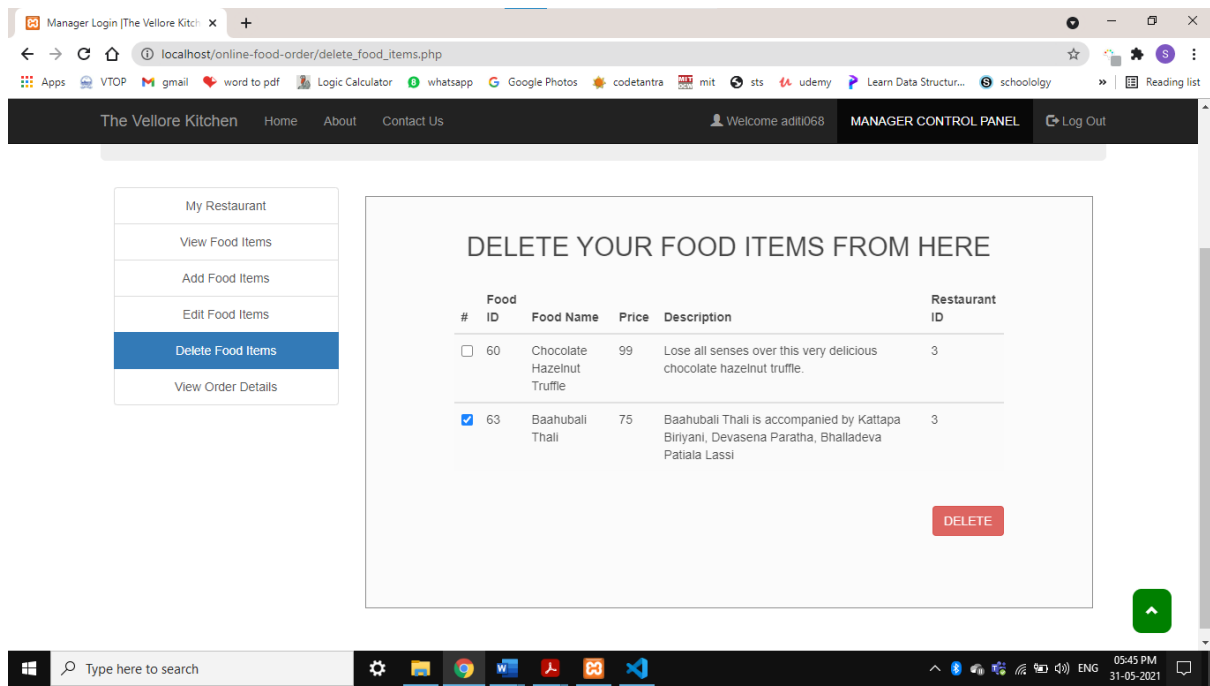 Manager Login |The Vellore Kitch
localhost/online-food-order/delete_food_items.php
S
Apps VTOP gmail word to pdf Logic Calculator whatsapp Google Photos codetantra mit sts udemy Learn Data Structur... schoololgy » Reading list
The Vellore Kitchen Home About Contact Us Welcome aditi068 MANAGER CONTROL PANEL Log Out
My Restaurant
View Food Items
Add Food Items
Edit Food Items
Delete Food Items
View Order Details
DELETE YOUR FOOD ITEMS FROM HERE
# Food ID Food Name Price Description Restaurant ID
60 Chocolate 99 Lose all senses over this very delicious 3
Hazelnut chocolate hazelnut truffle.
Truffle
63 Baahubali 75 Baahubali Thali is accompanied by Kattapa 3
Thali Biriyani, Devasena Paratha, Bhalladeva
Patiala Lassi
DELETE
Type here to search
ENG
05:45 PM
31-05-2021